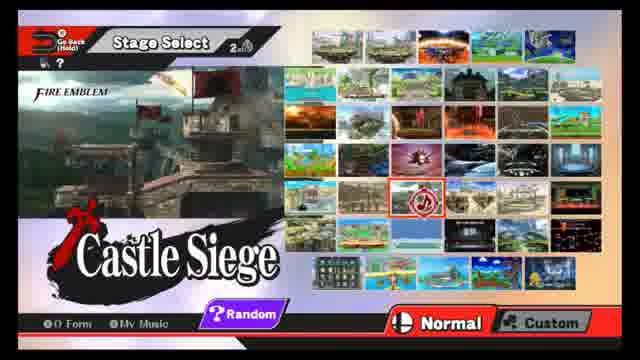 Go Back
(Hold)
Stage Select
2
?
FIRE EMBLEM
Castle Siege
Ω Form
My Music
? Random
Normal
Custom